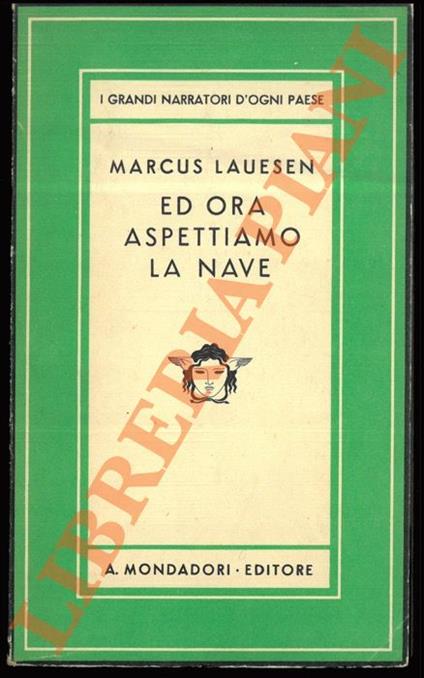 I GRANDI NARRATORI D'OGNI PAESE
MARCUS LAUESEN
ED ORA
ASPETTIAMO
LA NAVE
A. MONDADORI · EDITORE
LIBRERIA PIANI